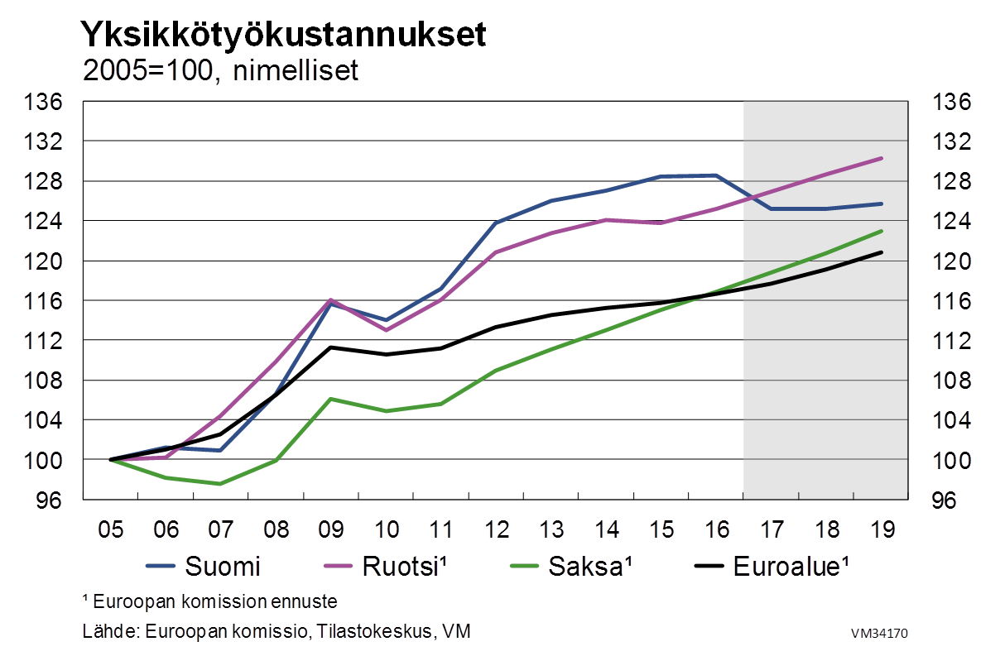 Yksikkötyökustannukset
2005=100, nimelliset
136 136
132 132
128 128
124 124
120 120
116 116
112 112
108 108
104 104
100 100
96 96
05 06 07 08 09 10 11 12 13 14 15 16 17 18 19
Suomi Ruotsi¹ Saksa¹ Euroalue¹
¹ Euroopan komission ennuste
Lähde: Euroopan komissio, Tilastokeskus, VM VM34170